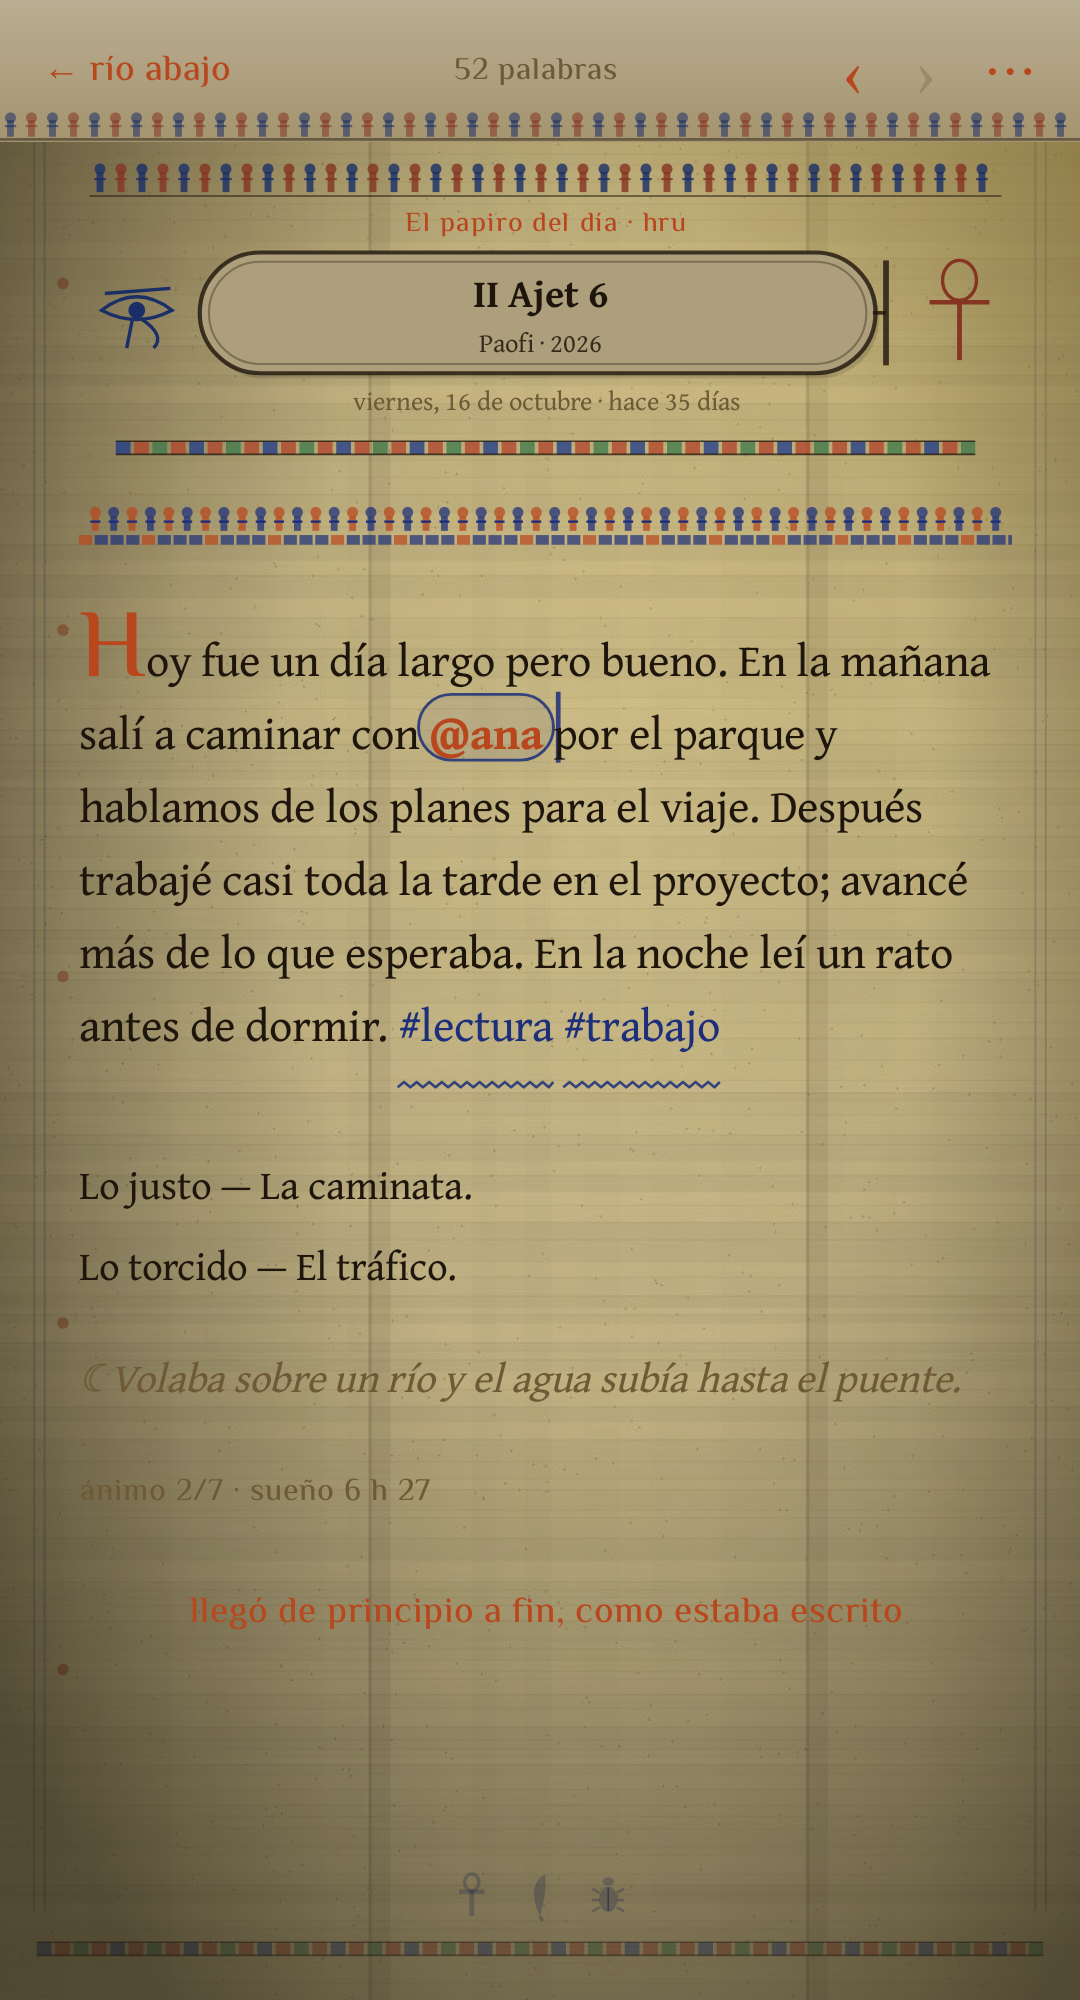 ← río abajo
52 palabras
‹ › ...
El papiro del día · hru
II Ajet 6
Paofi · 2026
viernes, 16 de octubre · hace 35 días
Hoy fue un día largo pero bueno. En la mañana
salí a caminar con @ana por el parque y
hablamos de los planes para el viaje. Después
trabajé casi toda la tarde en el proyecto; avancé
más de lo que esperaba. En la noche leí un rato
antes de dormir. #lectura #trabajo
Lo justo — La caminata.
Lo torcido — El tráfico.
☾ Volaba sobre un río y el agua subía hasta el puente.
ánimo 2/7 · sueño 6 h 27
llegó de principio a fin, como estaba escrito